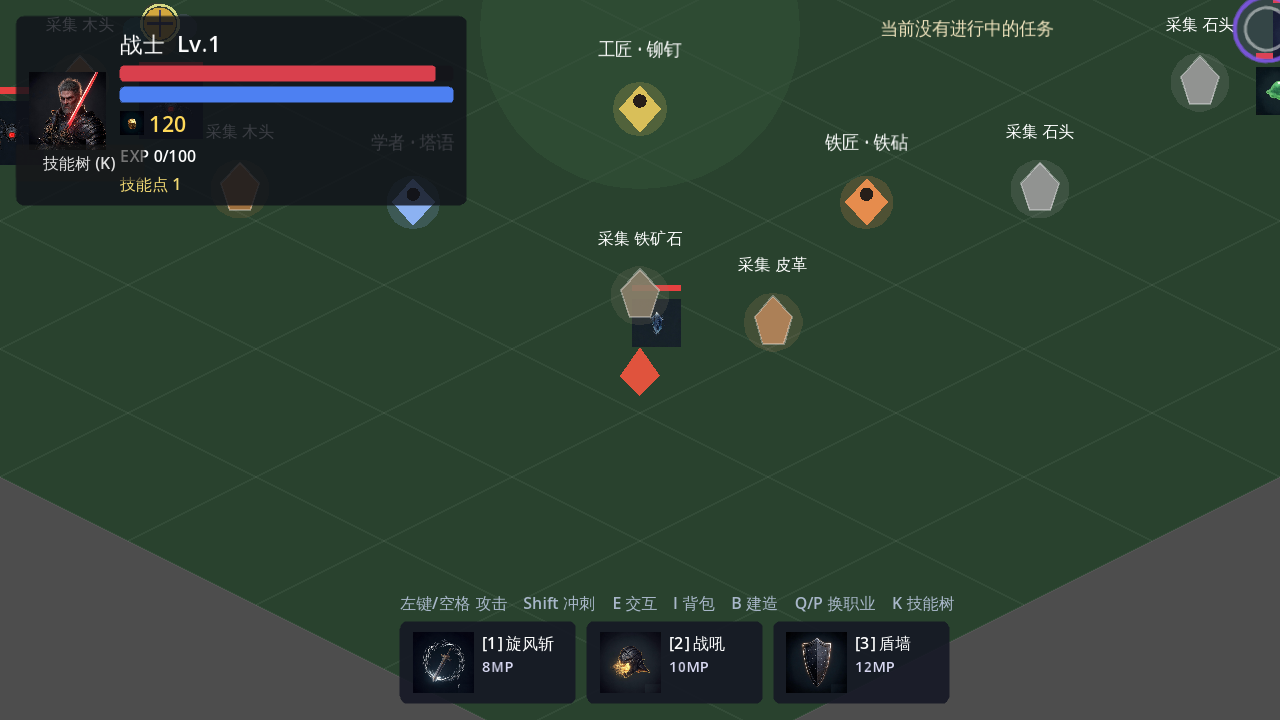 采集 木头
战士 Lv.1
120
采集 木头
EXP 0/100
技能树 (K)
技能点 1
学者 · 塔语
工匠 · 铆钉
当前没有进行中的任务
采集 石头
铁匠 · 铁砧
采集 石头
采集 铁矿石
采集 皮革
左键/空格 攻击 Shift 冲刺 E 交互 I 背包 B 建造 Q/P 换职业 K 技能树
[1] 旋风斩
8MP
[2] 战吼
10MP
[3] 盾墙
12MP